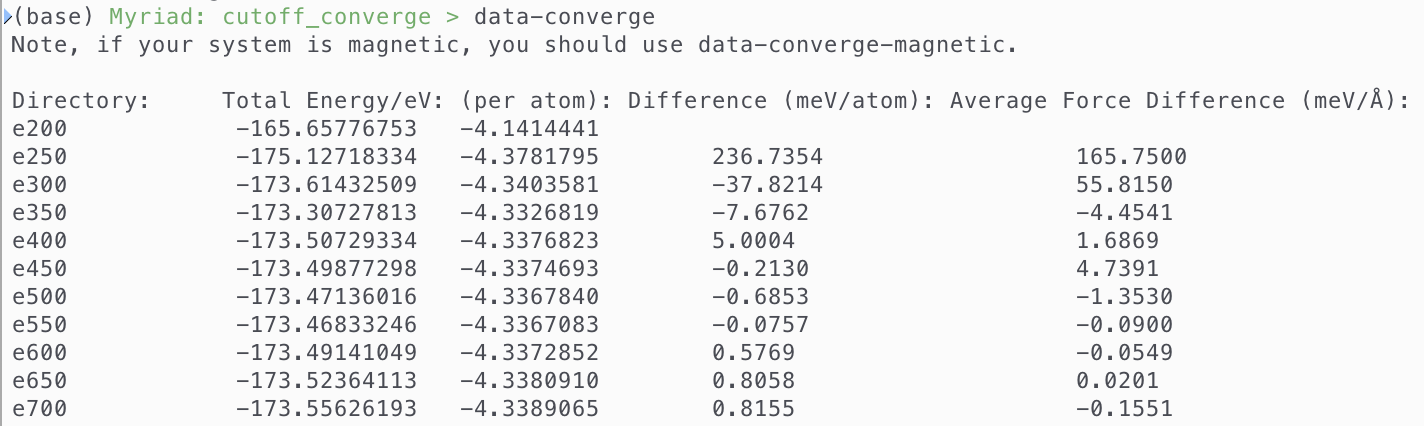 (base) Myriad: cutoff_converge > data-converge
Note, if your system is magnetic, you should use data-converge-magnetic.
Directory: Total Energy/eV: (per atom): Difference (meV/atom): Average Force Difference (meV/Å):
e200 -165.65776753 -4.1414441
e250 -175.12718334 -4.3781795 236.7354 165.7500
e300 -173.61432509 -4.3403581 -37.8214 55.8150
e350 -173.30727813 -4.3326819 -7.6762 -4.4541
e400 -173.50729334 -4.3376823 5.0004 1.6869
e450 -173.49877298 -4.3374693 -0.2130 4.7391
e500 -173.47136016 -4.3367840 -0.6853 -1.3530
e550 -173.46833246 -4.3367083 -0.0757 -0.0900
e600 -173.49141049 -4.3372852 0.5769 -0.0549
e650 -173.52364113 -4.3380910 0.8058 0.0201
e700 -173.55626193 -4.3389065 0.8155 -0.1551